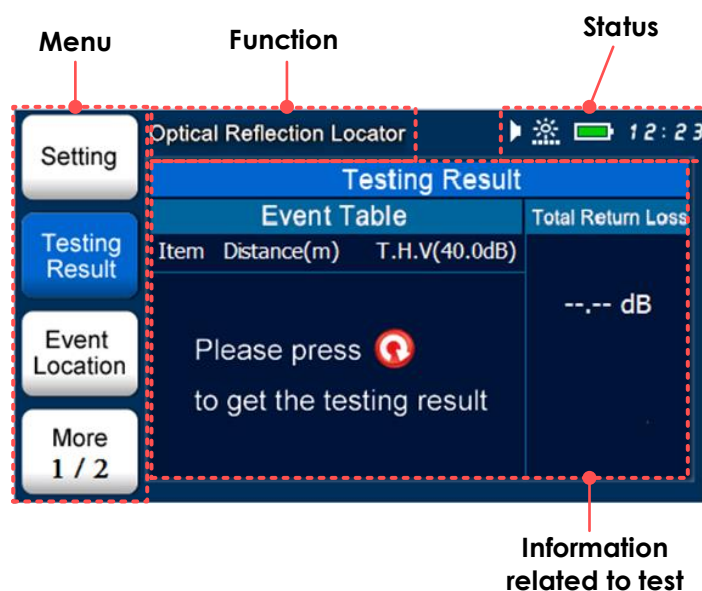 Menu
Function
Status
Optical Reflection Locator
12:23
Setting
Testing Result
Event Table
Total Return Loss
Testing
Result
Item Distance(m) T.H.V(40.0dB)
--.-- dB
Event
Location
Please press
to get the testing result
More
1 / 2
Information
related to test